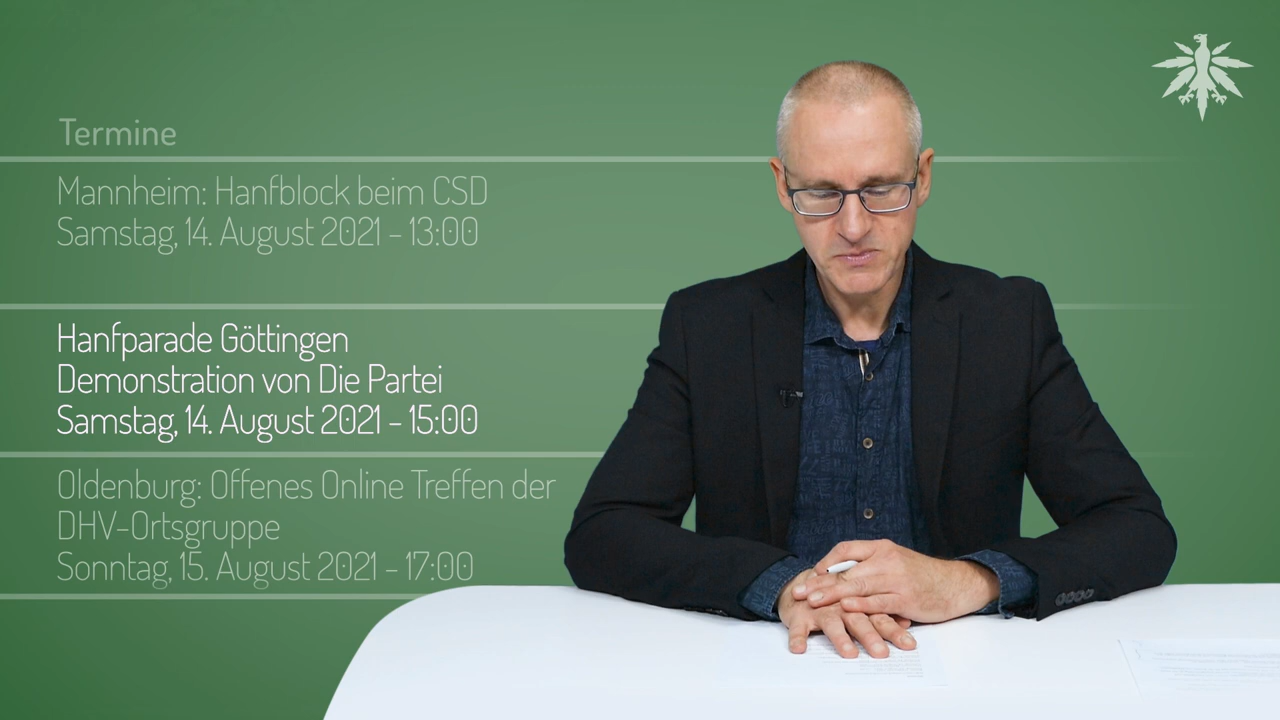 Termine
Mannheim: Hanfblock beim CSD
Samstag, 14. August 2021 – 13:00
Hanfparade Göttingen
Demonstration von Die Partei
Samstag, 14. August 2021 – 15:00
Oldenburg: Offenes Online Treffen der
DHV-Ortsgruppe
Sonntag, 15. August 2021 – 17:00